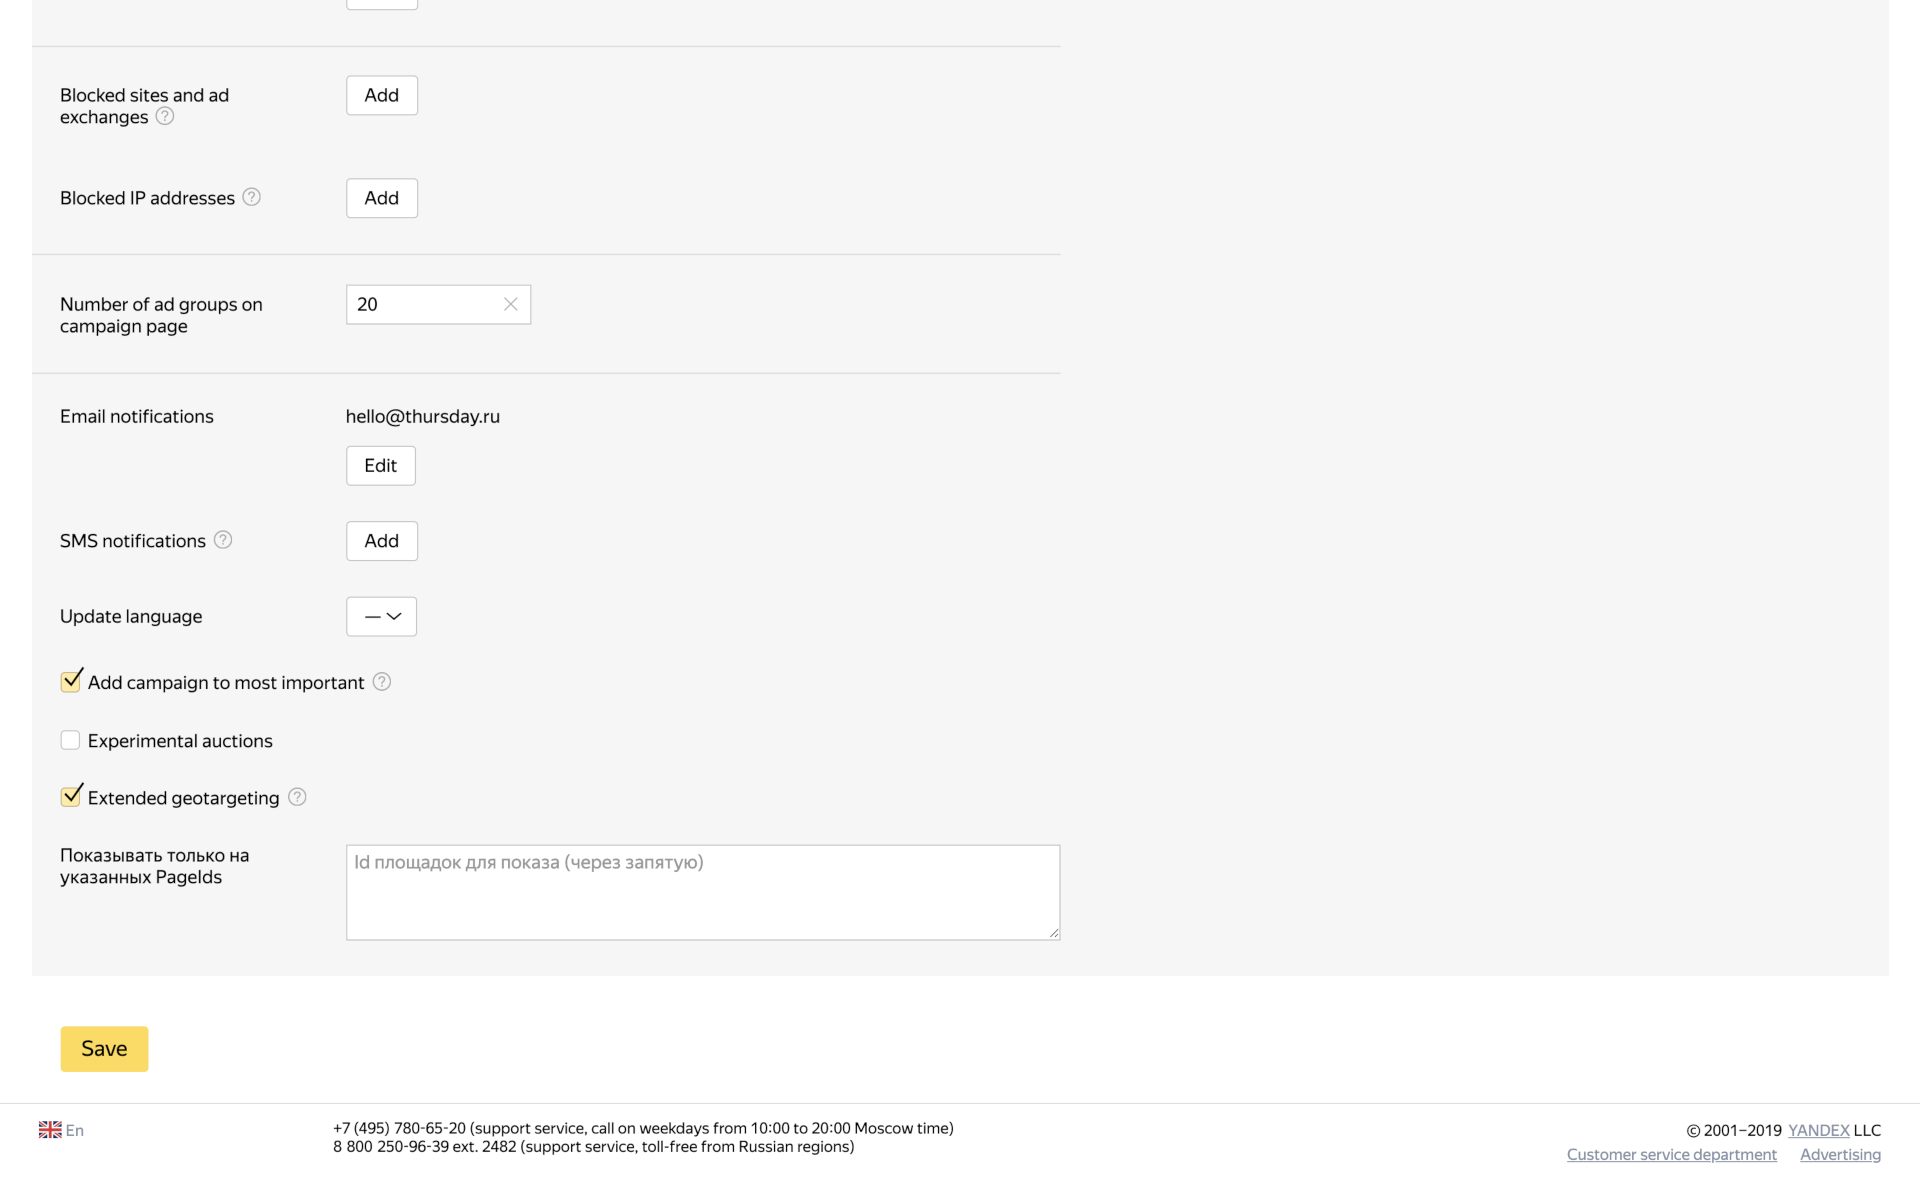 Blocked sites and ad
exchanges ?
Add
Blocked IP addresses ?
Add
Number of ad groups on
campaign page
20
Email notifications
hello@thursday.ru
Edit
SMS notifications ?
Add
Update language
—
Add campaign to most important ?
Experimental auctions
Extended geotargeting ?
Показывать только на
указанных PageIds
Id площадок для показа (через запятую)
Save
En
+7 (495) 780-65-20 (support service, call on weekdays from 10:00 to 20:00 Moscow time)
8 800 250-96-39 ext. 2482 (support service, toll-free from Russian regions)
© 2001–2019 YANDEX LLC
Customer service department Advertising